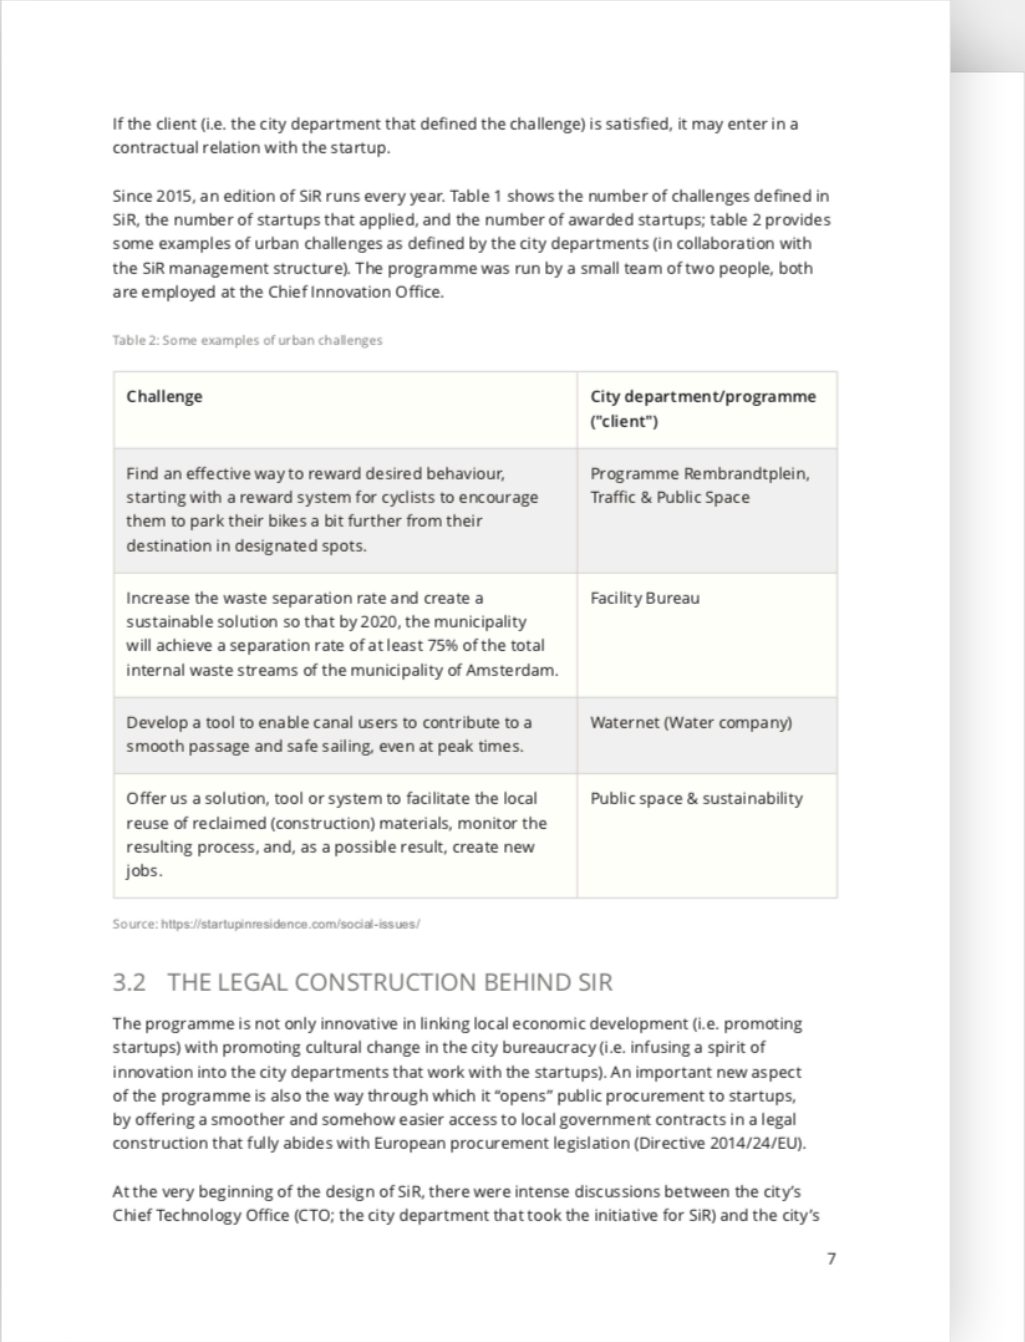 If the client (i.e. the city department that defined the challenge) is satisfied, it may enter in a
contractual relation with the startup.
Since 2015, an edition of SiR runs every year. Table 1 shows the number of challenges defined in
SiR, the number of startups that applied, and the number of awarded startups; table 2 provides
some examples of urban challenges as defined by the city departments (in collaboration with
the SiR management structure). The programme was run by a small team of two people, both
are employed at the Chief Innovation Office.
Table 2: Some examples of urban challenges
Challenge
City department/programme
("client")
Find an effective way to reward desired behaviour,
starting with a reward system for cyclists to encourage
them to park their bikes a bit further from their
destination in designated spots.
Programme Rembrandtplein,
Traffic & Public Space
Increase the waste separation rate and create a
sustainable solution so that by 2020, the municipality
will achieve a separation rate of at least 75% of the total
internal waste streams of the municipality of Amsterdam.
Facility Bureau
Develop a tool to enable canal users to contribute to a
smooth passage and safe sailing, even at peak times.
Waternet (Water company)
Offer us a solution, tool or system to facilitate the local
reuse of reclaimed (construction) materials, monitor the
resulting process, and, as a possible result, create new
jobs.
Public space & sustainability
Source: https://startupinresidence.com/social-issues/
3.2 THE LEGAL CONSTRUCTION BEHIND SIR
The programme is not only innovative in linking local economic development (i.e. promoting
startups) with promoting cultural change in the city bureaucracy (i.e. infusing a spirit of
innovation into the city departments that work with the startups). An important new aspect
of the programme is also the way through which it “opens” public procurement to startups,
by offering a smoother and somehow easier access to local government contracts in a legal
construction that fully abides with European procurement legislation (Directive 2014/24/EU).
At the very beginning of the design of SiR, there were intense discussions between the city’s
Chief Technology Office (CTO; the city department that took the initiative for SiR) and the city’s
7